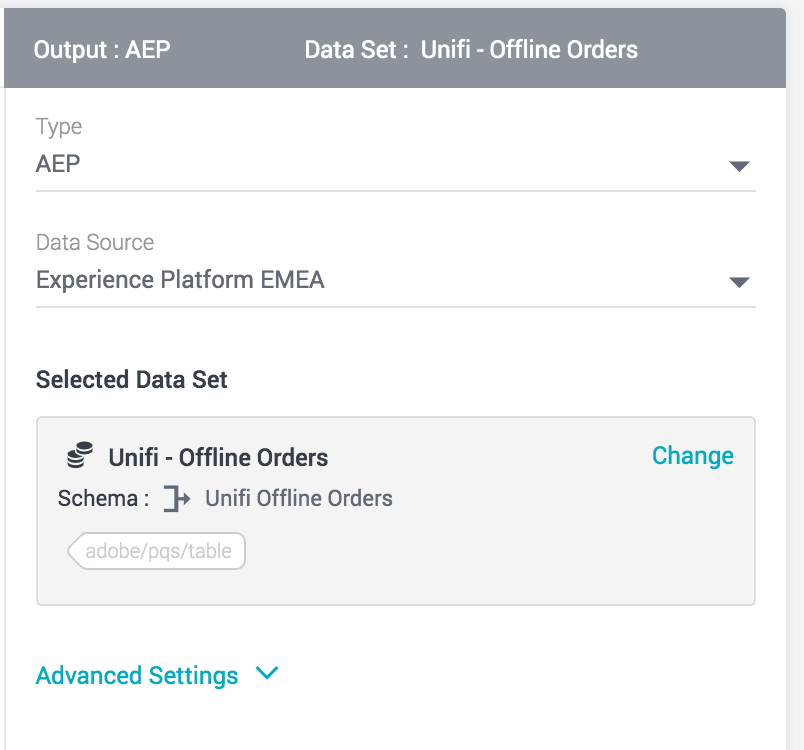 Output : AEP Data Set : Unifi - Offline Orders
Type
AEP
Data Source
Experience Platform EMEA
Selected Data Set
Unifi - Offline Orders Change
Schema : Unifi Offline Orders
adobe/pqs/table
Advanced Settings